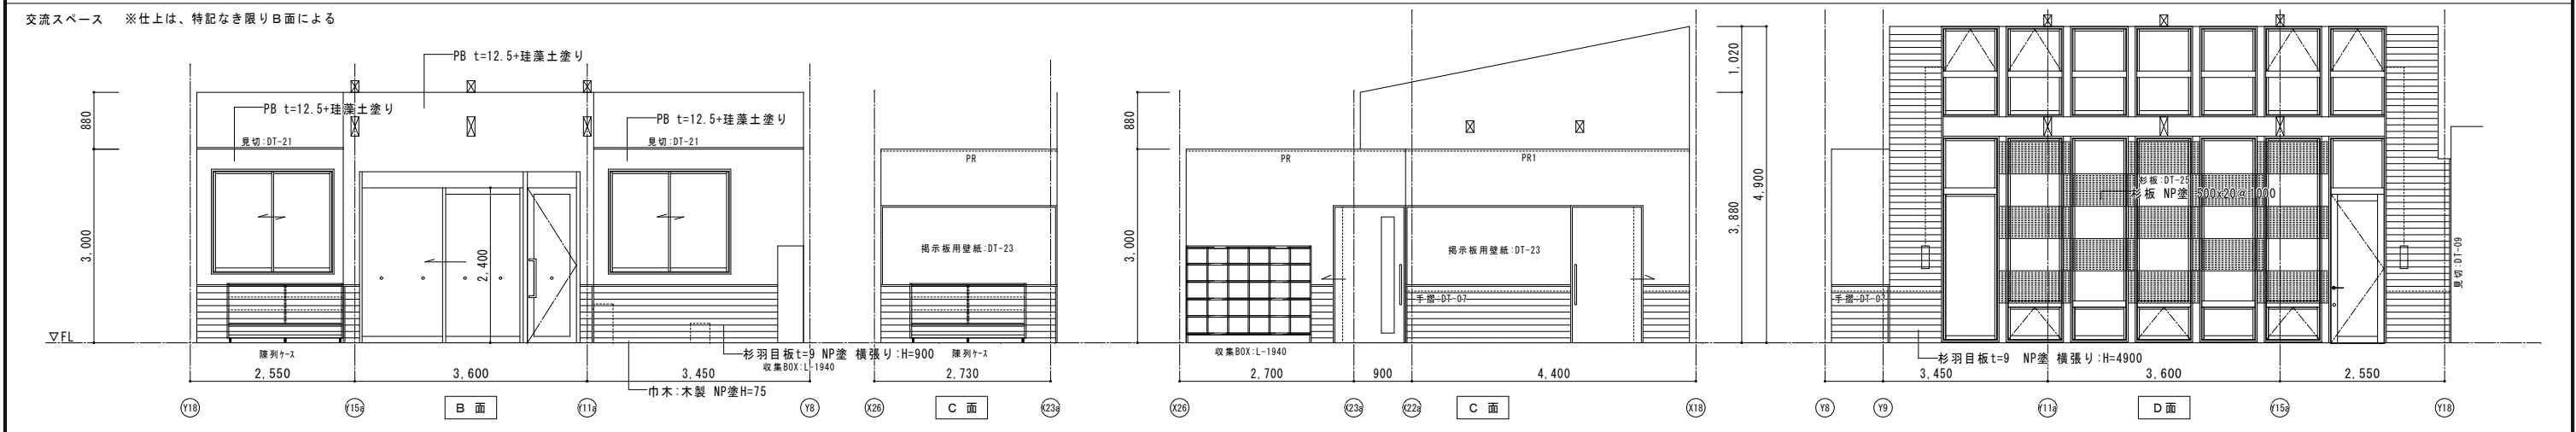 交流スペース ※仕上は、特記なき限りB面による
PB t=12.5+珪藻土塗り
PB t=12.5+珪藻土塗り
PB t=12.5+珪藻土塗り
見切:DT-21
見切:DT-21
880
3,000
2,400
▽FL
陳列ケース
杉羽目板t=9 NP塗 横張り:H=900
収集BOX:L-1940
巾木:木製 NP塗H=75
2,550
3,600
3,450
Y18
Y15a
B 面
Y11a
Y8
PR
掲示板用壁紙:DT-23
陳列ケース
2,730
X26
C 面
X23a
880
3,000
PR
PR1
掲示板用壁紙:DT-23
手摺:DT-07
収集BOX:L-1940
1,020
3,880
4,900
2,700
900
4,400
X26
X23a
X22a
C 面
X18
杉板:DT-25
杉板 NP塗 500x20@1000
手摺:DT-07
見切:DT-09
杉羽目板t=9 NP塗 横張り:H=4900
3,450
3,600
2,550
Y8
Y9
Y11a
D面
Y15a
Y18